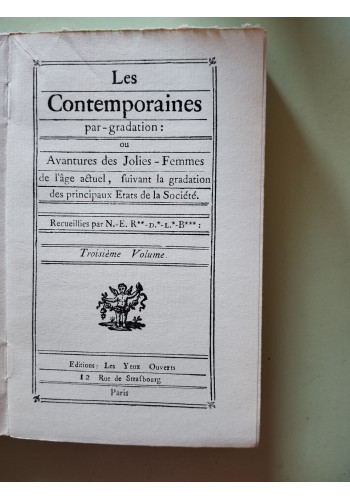 Les
Contemporaines
par-gradation:
ou
Avantures des Jolies-Femmes
de l'âge actuel, suivant la gradation
des principaux Etats de la Société.
Recueillies par N.-E. R**-D.*-L.*-B***:
Troisième Volume.
Editions: Les Yeux Ouverts
12 Rue de Strasbourg
Paris